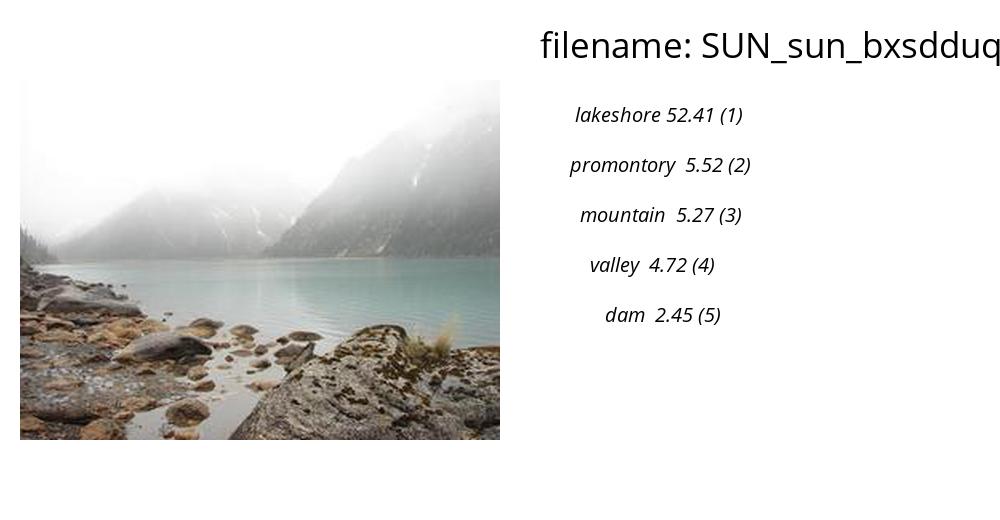 filename: SUN_sun_bxsdduq
lakeshore 52.41 (1)
promontory 5.52 (2)
mountain 5.27 (3)
valley 4.72 (4)
dam 2.45 (5)